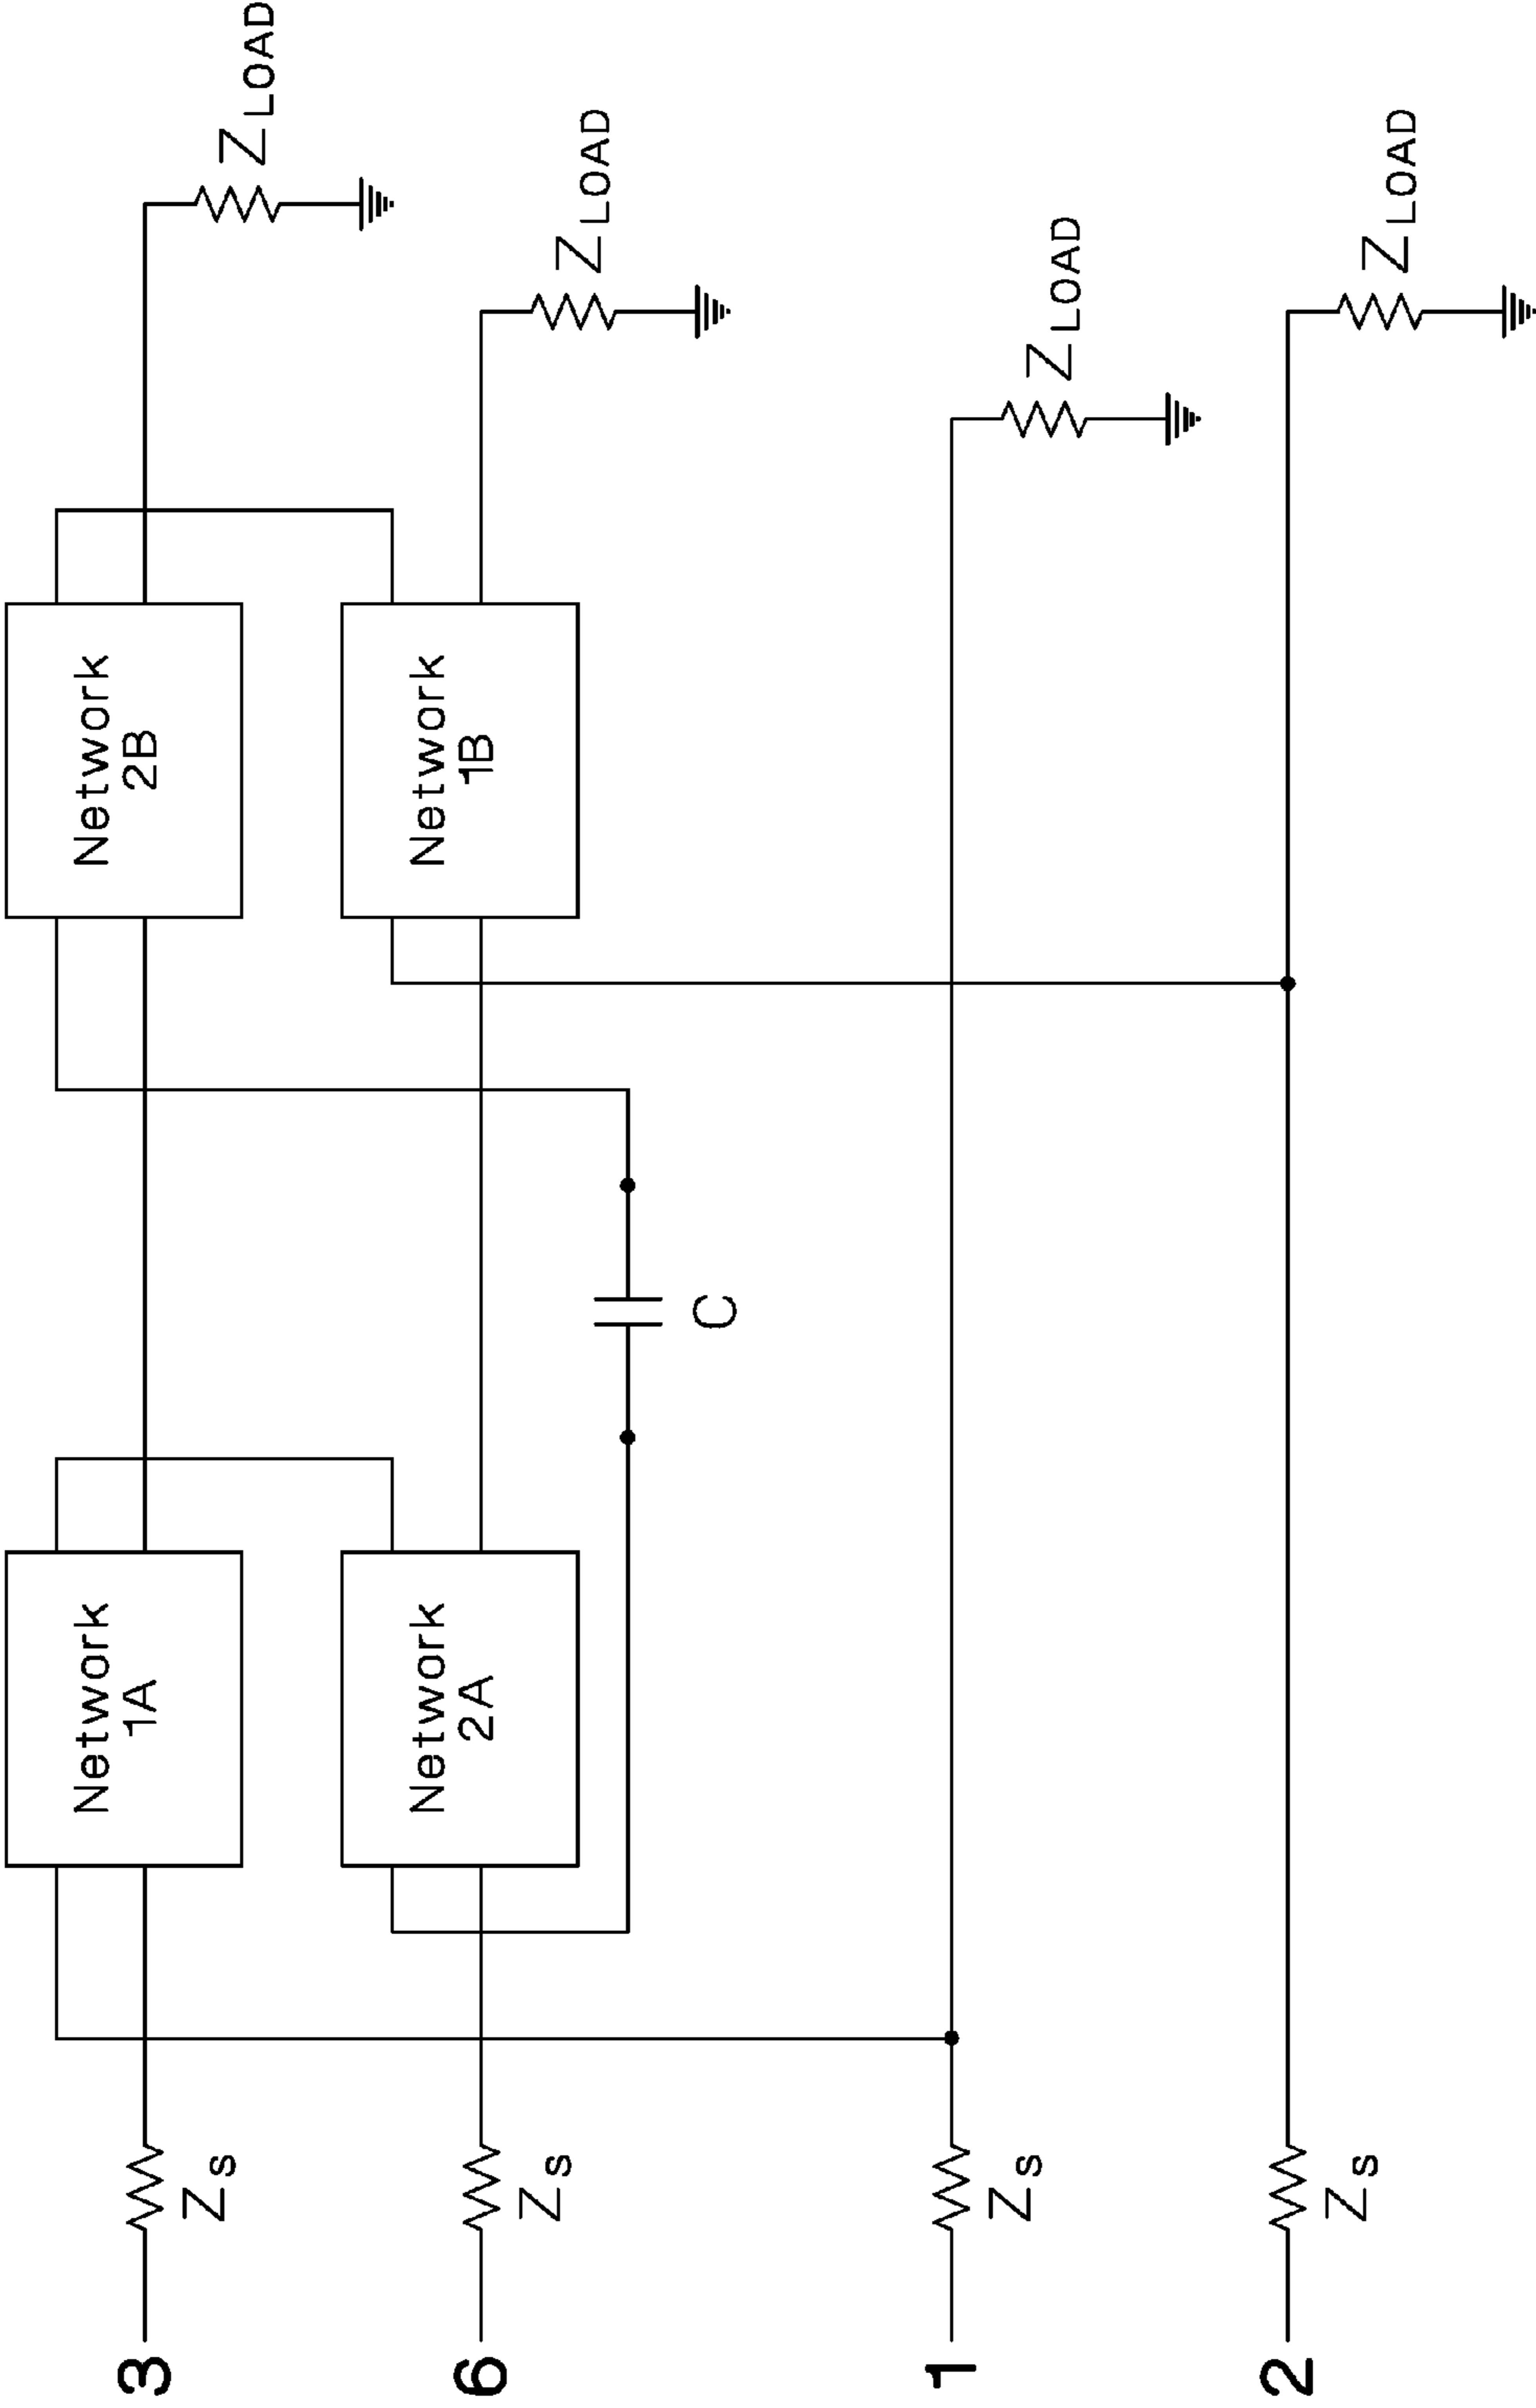 3
Z_S
Network
1A
Network
2B
Z_LOAD
6
Z_S
Network
2A
Network
1B
Z_LOAD
C
1
Z_S
Z_LOAD
2
Z_S
Z_LOAD